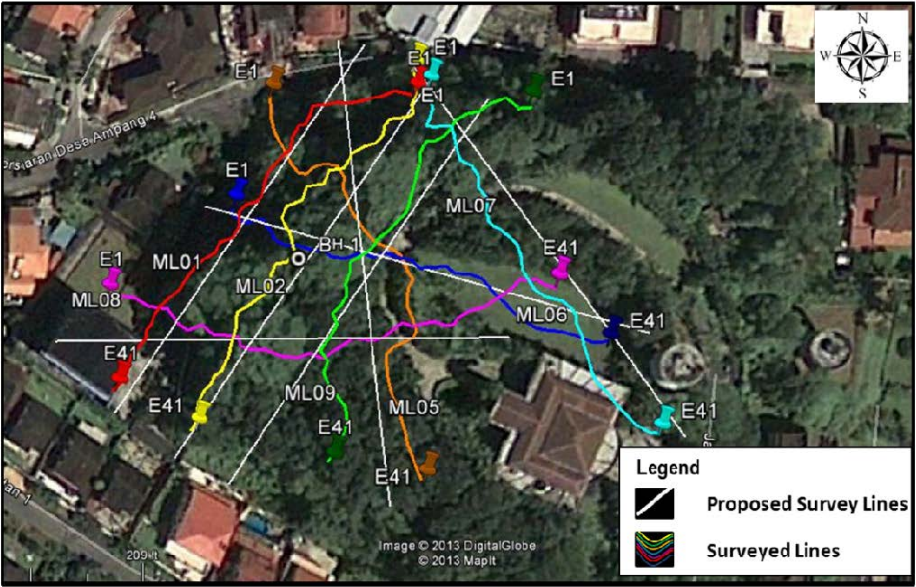 N
W E
S
E1
E1
E1
E1
E1
rsiaran Desa Ampang 4
E1
ML07
BH 1
E41
E1
ML01
ML08
ML02
ML06
E41
E41
E41
ML09
ML05
E41
E41
E41
Legend
Proposed Survey Lines
Surveyed Lines
an 1
209 ft
Image © 2013 DigitalGlobe
© 2013 MapIt